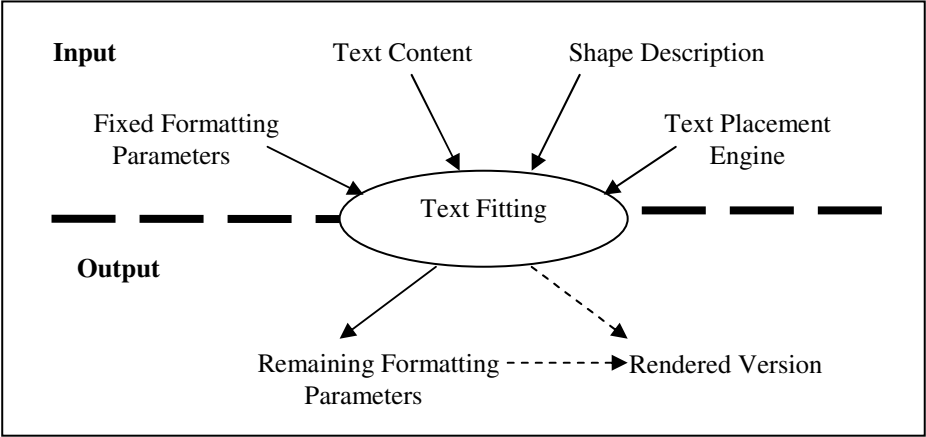 Input
Text Content
Shape Description
Fixed Formatting
Parameters
Text Placement
Engine
Text Fitting
Output
Remaining Formatting
Parameters
Rendered Version